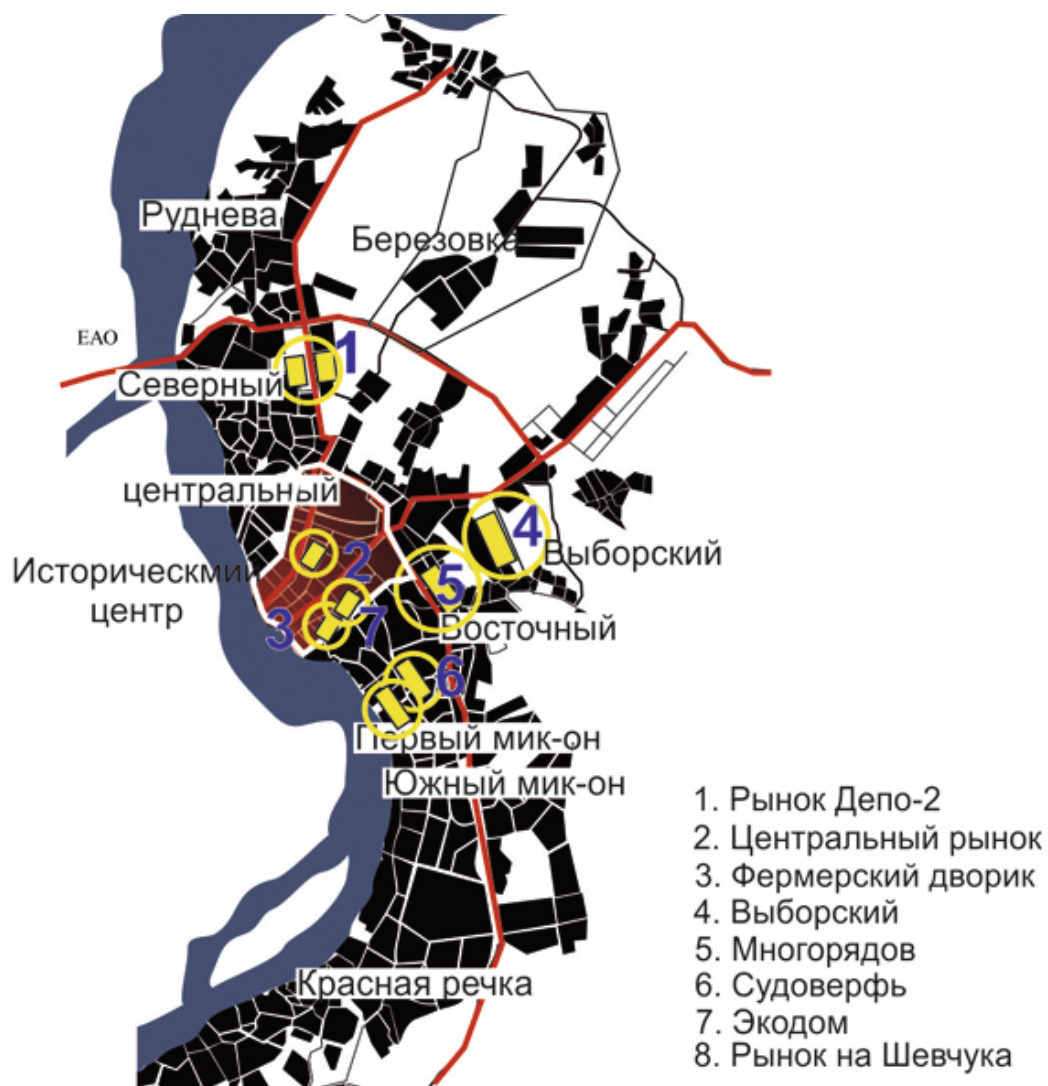 Руднева
Березовка
ЕАО
1
Северный
центральный
4
Выборский
2
Историческмий
центр
5
3
7
Восточный
6
Первый мик-он
Южный мик-он
Красная речка
1. Рынок Депо-2
2. Центральный рынок
3. Фермерский дворик
4. Выборский
5. Многорядов
6. Судоверфь
7. Экодом
8. Рынок на Шевчука